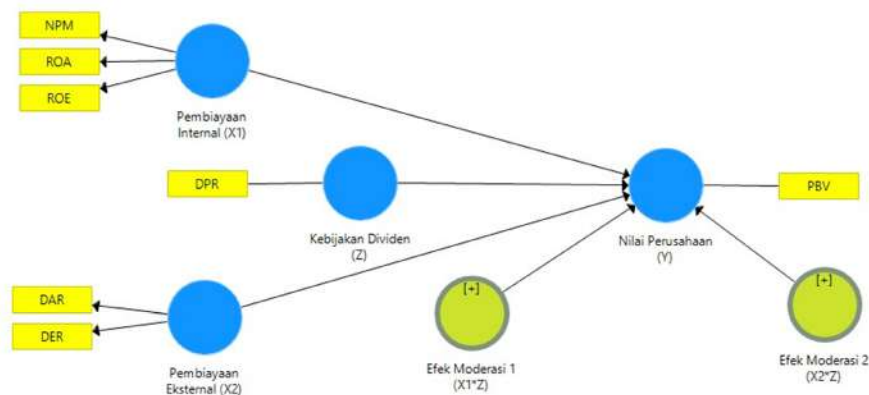 NPM
ROA
ROE
Pembiayaan
Internal (X1)
DPR
Kebijakan Dividen
(Z)
PBV
Nilai Perusahaan
(Y)
DAR
DER
Pembiayaan
Eksternal (X2)
[+]
Efek Moderasi 1
(X1*Z)
[+]
Efek Moderasi 2
(X2*Z)